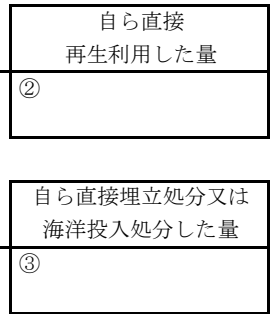 自ら直接
再生利用した量
②
自ら直接埋立処分又は
海洋投入処分した量
③